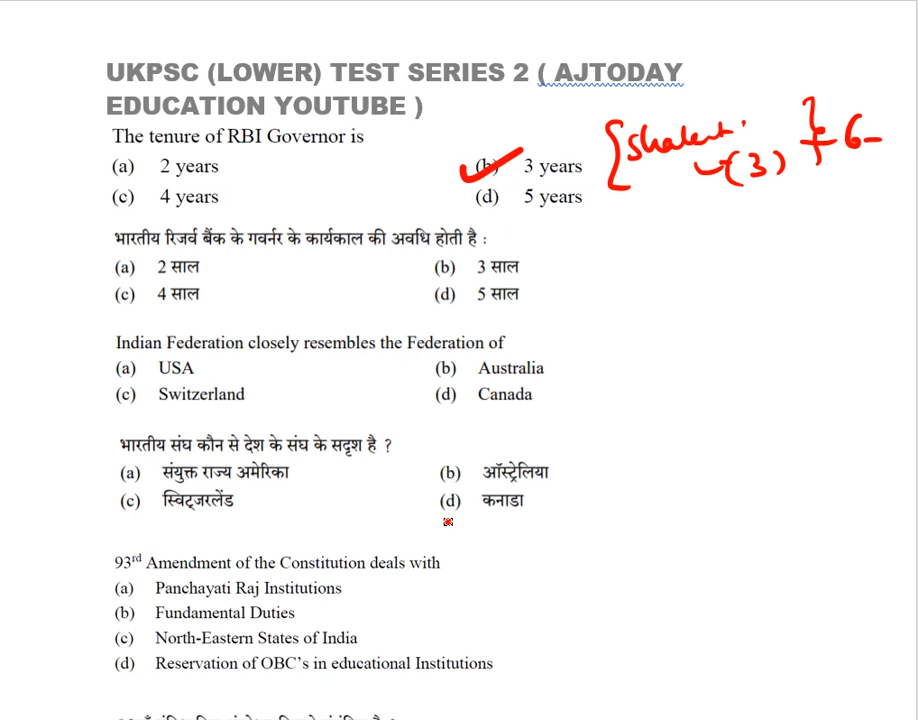 UKPSC (LOWER) TEST SERIES 2 ( AJTODAY
EDUCATION YOUTUBE )
The tenure of RBI Governor is
(a) 2 years (b) 3 years
(c) 4 years (d) 5 years
(3) 6
भारतीय रिजर्व बैंक के गवर्नर के कार्यकाल की अवधि होती है :
(a) 2 साल (b) 3 साल
(c) 4 साल (d) 5 साल
Indian Federation closely resembles the Federation of
(a) USA (b) Australia
(c) Switzerland (d) Canada
भारतीय संघ कौन से देश के संघ के सदृश है ?
(a) संयुक्त राज्य अमेरिका (b) ऑस्ट्रेलिया
(c) स्विट्जरलेंड (d) कनाडा
93rd Amendment of the Constitution deals with
(a) Panchayati Raj Institutions
(b) Fundamental Duties
(c) North-Eastern States of India
(d) Reservation of OBC's in educational Institutions